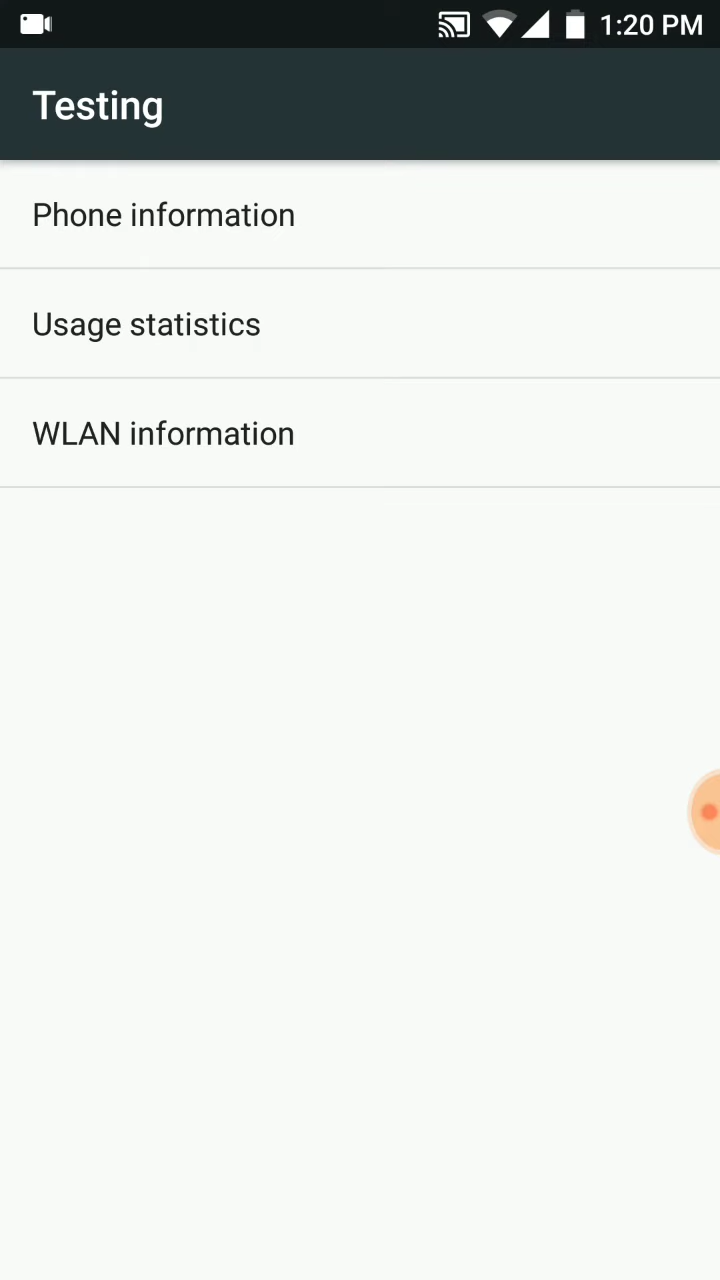 1:20 PM
Testing
Phone information
Usage statistics
WLAN information